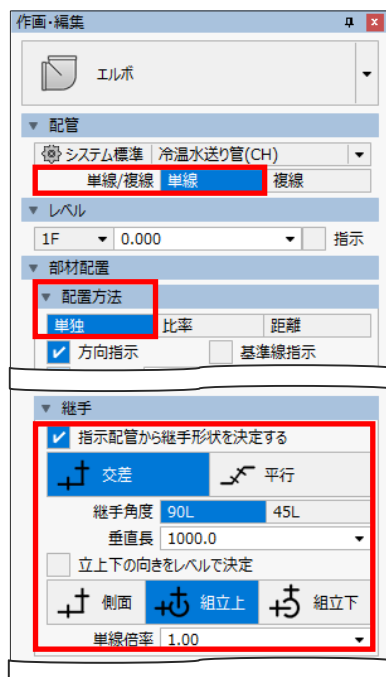 作画・編集
エルボ
配管
システム標準 冷温水送り管(CH)
単線/複線 単線 複線
レベル
1F 0.000 指示
部材配置
配置方法
単独 比率 距離
方向指示 基準線指示
継手
指示配管から継手形状を決定する
交差 平行
継手角度 90L 45L
垂直長 1000.0
立上下の向きをレベルで決定
側面 組立上 組立下
単線倍率 1.00